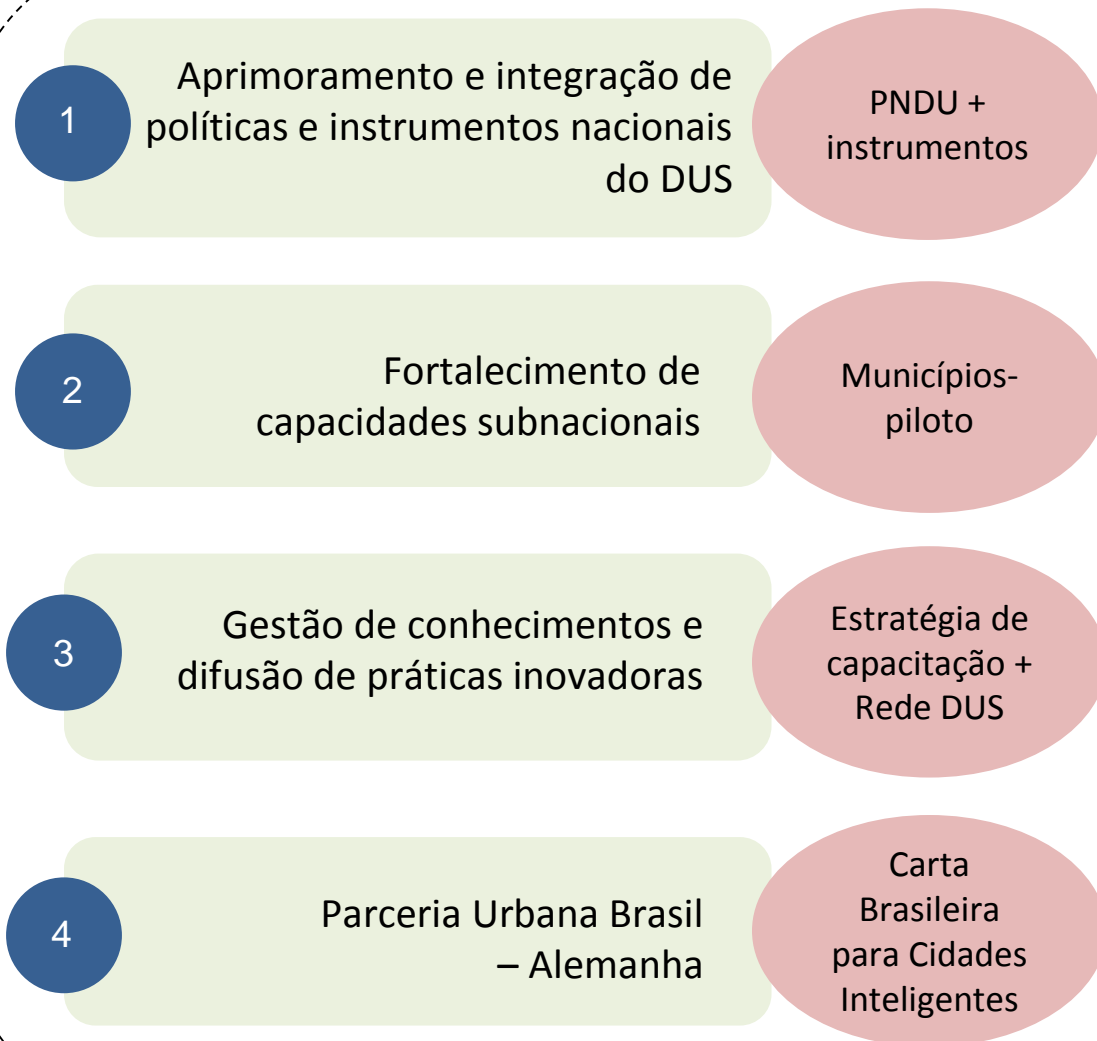 1
Aprimoramento e integração de
políticas e instrumentos nacionais
do DUS
PNDU +
instrumentos
2
Fortalecimento de
capacidades subnacionais
Municípios-
piloto
3
Gestão de conhecimentos e
difusão de práticas inovadoras
Estratégia de
capacitação +
Rede DUS
4
Parceria Urbana Brasil
– Alemanha
Carta
Brasileira
para Cidades
Inteligentes